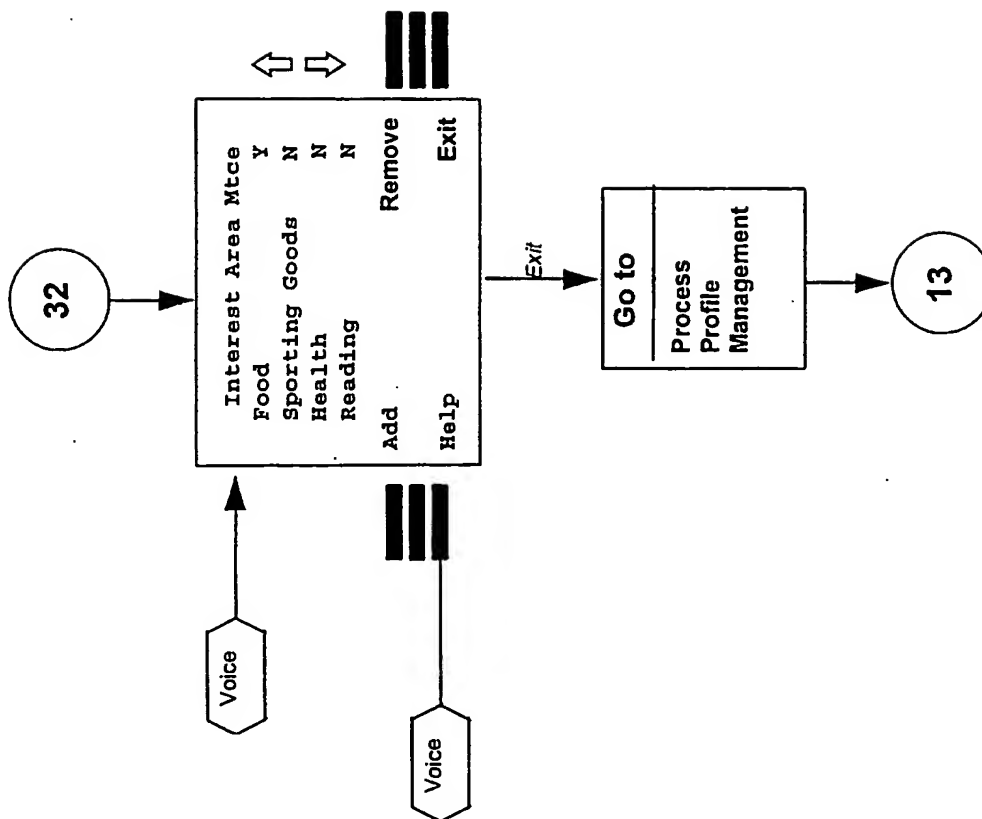 32
Interest Area Mtce
Food Y
Sporting Goods N
Health N
Reading N
Add Remove
Help Exit
Voice
Voice
Exit
Go to
Process
Profile
Management
13